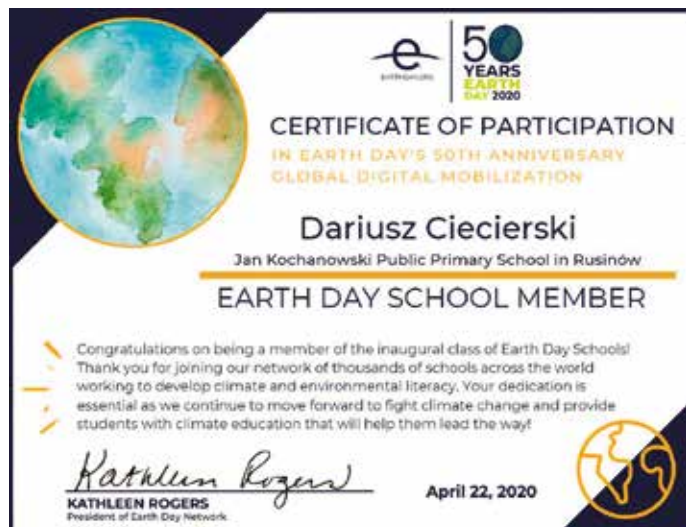 50
YEARS
EARTH
DAY 2020
CERTIFICATE OF PARTICIPATION
IN EARTH DAY'S 50TH ANNIVERSARY
GLOBAL DIGITAL MOBILIZATION
Dariusz Ciecierski
Jan Kochanowski Public Primary School in Rusinów
EARTH DAY SCHOOL MEMBER
Congratulations on being a member of the inaugural class of Earth Day Schools!
Thank you for joining our network of thousands of schools across the world
working to develop climate and environmental literacy. Your dedication is
essential as we continue to move forward to fight climate change and provide
students with climate education that will help them lead the way!
Kathleen Rogers
KATHLEEN ROGERS
President of Earth Day Network
April 22, 2020